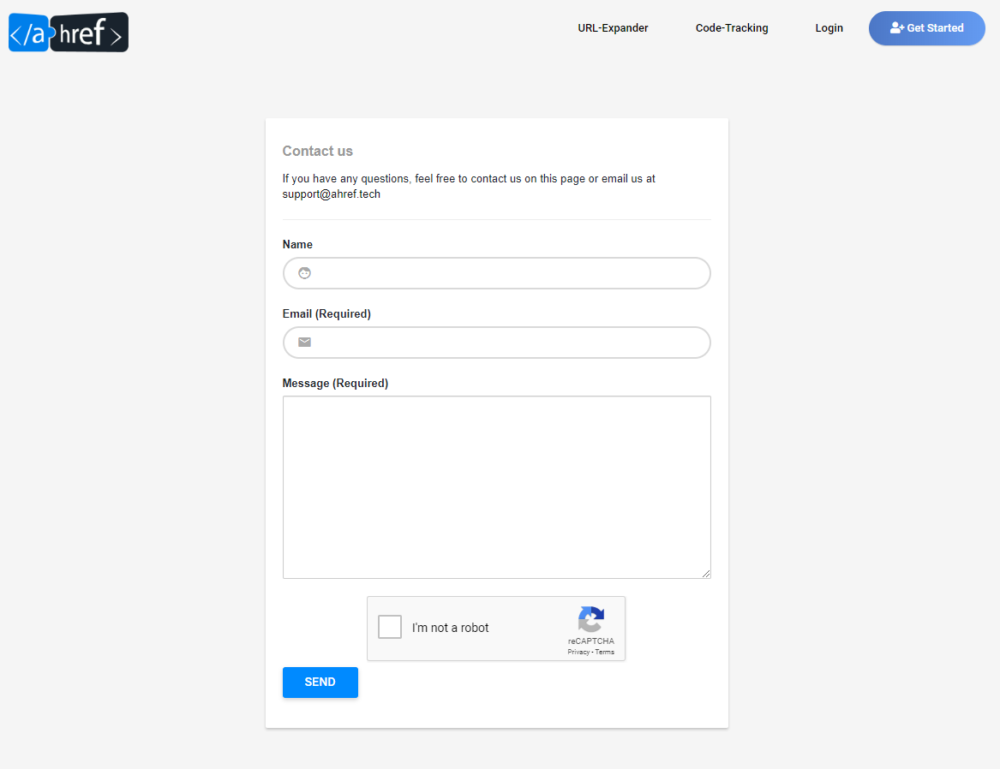 </a href >
URL-Expander
Code-Tracking
Login
Get Started
Contact us
If you have any questions, feel free to contact us on this page or email us at
support@ahref.tech
Name
Email (Required)
Message (Required)
I'm not a robot
reCAPTCHA
Privacy - Terms
SEND